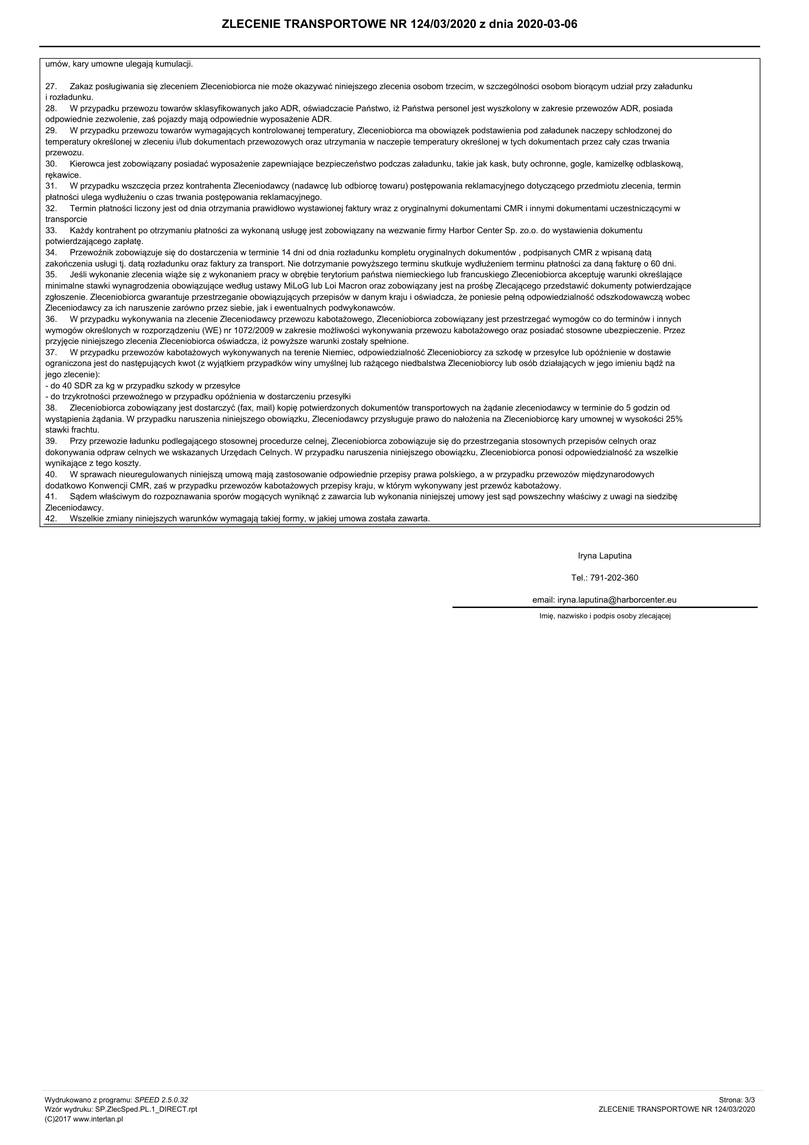 ZLECENIE TRANSPORTOWE NR 124/03/2020 z dnia 2020-03-06
umów, kary umowne ulegają kumulacji.
27. Zakaz posługiwania się zleceniem Zleceniobiorca nie może okazywać niniejszego zlecenia osobom trzecim, w szczególności osobom biorącym udział przy załadunku
i rozładunku.
28. W przypadku przewozu towarów sklasyfikowanych jako ADR, oświadczacie Państwo, iż Państwa personel jest wyszkolony w zakresie przewozów ADR, posiada
odpowiednie zezwolenie, zaś pojazdy mają odpowiednie wyposażenie ADR.
29. W przypadku przewozu towarów wymagających kontrolowanej temperatury, Zleceniobiorca ma obowiązek podstawienia pod załadunek naczepy schłodzonej do
temperatury określonej w zleceniu i/lub dokumentach przewozowych oraz utrzymania w naczepie temperatury określonej w tych dokumentach przez cały czas trwania
przewozu.
30. Kierowca jest zobowiązany posiadać wyposażenie zapewniające bezpieczeństwo podczas załadunku, takie jak kask, buty ochronne, gogle, kamizelkę odblaskową,
rękawice.
31. W przypadku wszczęcia przez kontrahenta Zleceniodawcy (nadawcę lub odbiorcę towaru) postępowania reklamacyjnego dotyczącego przedmiotu zlecenia, termin
płatności ulega wydłużeniu o czas trwania postępowania reklamacyjnego.
32. Termin płatności liczony jest od dnia otrzymania prawidłowo wystawionej faktury wraz z oryginalnymi dokumentami CMR i innymi dokumentami uczestniczącymi w
transporcie
33. Każdy kontrahent po otrzymaniu płatności za wykonaną usługę jest zobowiązany na wezwanie firmy Harbor Center Sp. zo.o. do wystawienia dokumentu
potwierdzającego zapłatę.
34. Przewoźnik zobowiązuje się do dostarczenia w terminie 14 dni od dnia rozładunku kompletu oryginalnych dokumentów , podpisanych CMR z wpisaną datą
zakończenia usługi tj. datą rozładunku oraz faktury za transport. Nie dotrzymanie powyższego terminu skutkuje wydłużeniem terminu płatności za daną fakturę o 60 dni.
35. Jeśli wykonanie zlecenia wiąże się z wykonaniem pracy w obrębie terytorium państwa niemieckiego lub francuskiego Zleceniobiorca akceptuję warunki określające
minimalne stawki wynagrodzenia obowiązujące według ustawy MiLoG lub Loi Macron oraz zobowiązany jest na prośbę Zlecającego przedstawić dokumenty potwierdzające
zgłoszenie. Zleceniobiorca gwarantuje przestrzeganie obowiązujących przepisów w danym kraju i oświadcza, że poniesie pełną odpowiedzialność odszkodowawczą wobec
Zleceniodawcy za ich naruszenie zarówno przez siebie, jak i ewentualnych podwykonawców.
36. W przypadku wykonywania na zlecenie Zleceniodawcy przewozu kabotażowego, Zleceniobiorca zobowiązany jest przestrzegać wymogów co do terminów i innych
wymogów określonych w rozporządzeniu (WE) nr 1072/2009 w zakresie możliwości wykonywania przewozu kabotażowego oraz posiadać stosowne ubezpieczenie. Przez
przyjęcie niniejszego zlecenia Zleceniobiorca oświadcza, iż powyższe warunki zostały spełnione.
37. W przypadku przewozów kabotażowych wykonywanych na terenie Niemiec, odpowiedzialność Zleceniobiorcy za szkodę w przesyłce lub opóźnienie w dostawie
ograniczona jest do następujących kwot (z wyjątkiem przypadków winy umyślnej lub rażącego niedbalstwa Zleceniobiorcy lub osób działających w jego imieniu bądź na
jego zlecenie):
- do 40 SDR za kg w przypadku szkody w przesyłce
- do trzykrotności przewoźnego w przypadku opóźnienia w dostarczeniu przesyłki
38. Zleceniobiorca zobowiązany jest dostarczyć (fax, mail) kopię potwierdzonych dokumentów transportowych na żądanie zleceniodawcy w terminie do 5 godzin od
wystąpienia żądania. W przypadku naruszenia niniejszego obowiązku, Zleceniodawcy przysługuje prawo do nałożenia na Zleceniobiorcę kary umownej w wysokości 25%
stawki frachtu.
39. Przy przewozie ładunku podlegającego stosownej procedurze celnej, Zleceniobiorca zobowiązuje się do przestrzegania stosownych przepisów celnych oraz
dokonywania odpraw celnych we wskazanych Urzędach Celnych. W przypadku naruszenia niniejszego obowiązku, Zleceniobiorca ponosi odpowiedzialność za wszelkie
wynikające z tego koszty.
40. W sprawach nieuregulowanych niniejszą umową mają zastosowanie odpowiednie przepisy prawa polskiego, a w przypadku przewozów międzynarodowych
dodatkowo Konwencji CMR, zaś w przypadku przewozów kaborażowych przepisy kraju, w którym wykonywany jest przewóz kabotażowy.
41. Sądem właściwym do rozpoznawania sporów mogących wyniknąć z zawarcia lub wykonania niniejszej umowy jest sąd powszechny właściwy z uwagi na siedzibę
Zleceniodawcy.
42. Wszelkie zmiany niniejszych warunków wymagają takiej formy, w jakiej umowa została zawarta.
Iryna Laputina
Tel.: 791-202-360
email: iryna.laputina@harborcenter.eu
Imię, nazwisko i podpis osoby zlecającej
Wydrukowano z programu: SPEED 2.5.0.32
Strona: 3/3
Wzór wydruku: SP.ZlecSped.PL.1_DIRECT.rpt
ZLECENIE TRANSPORTOWE NR 124/03/2020
(C)2017 www.interlan.pl